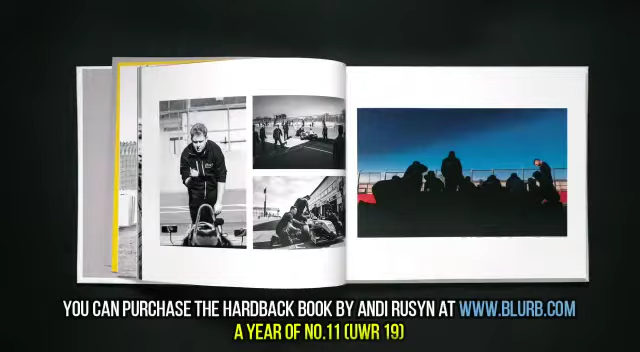 YOU CAN PURCHASE THE HARDBACK BOOK BY ANDI RUSYN AT WWW.BLURB.COM
A YEAR OF NO.11 (UWR 19)